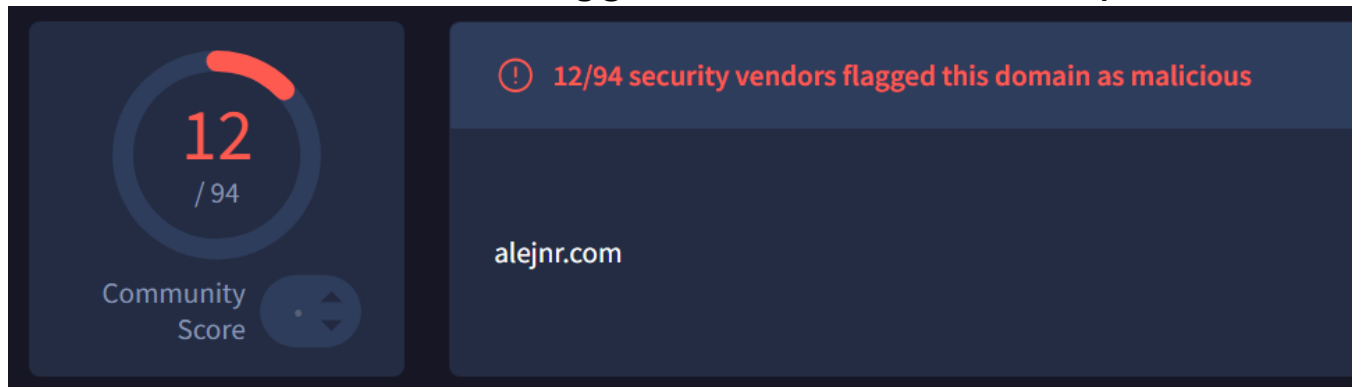 12
/ 94
Community
Score
12/94 security vendors flagged this domain as malicious
alejnr.com